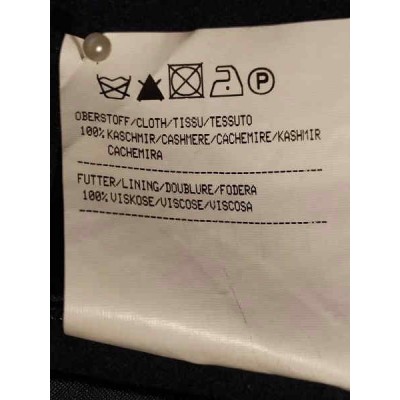 P
OBERSTOFF/CLOTH/TISSU/TESSUTO
100% KASCHMIR/CASHMERE/CACHEMIRE/KASHMIR
CACHEMIRA
FUTTER/LINING/DOUBLURE/FODERA
100% VISKOSE/VISCOSE/VISCOSA